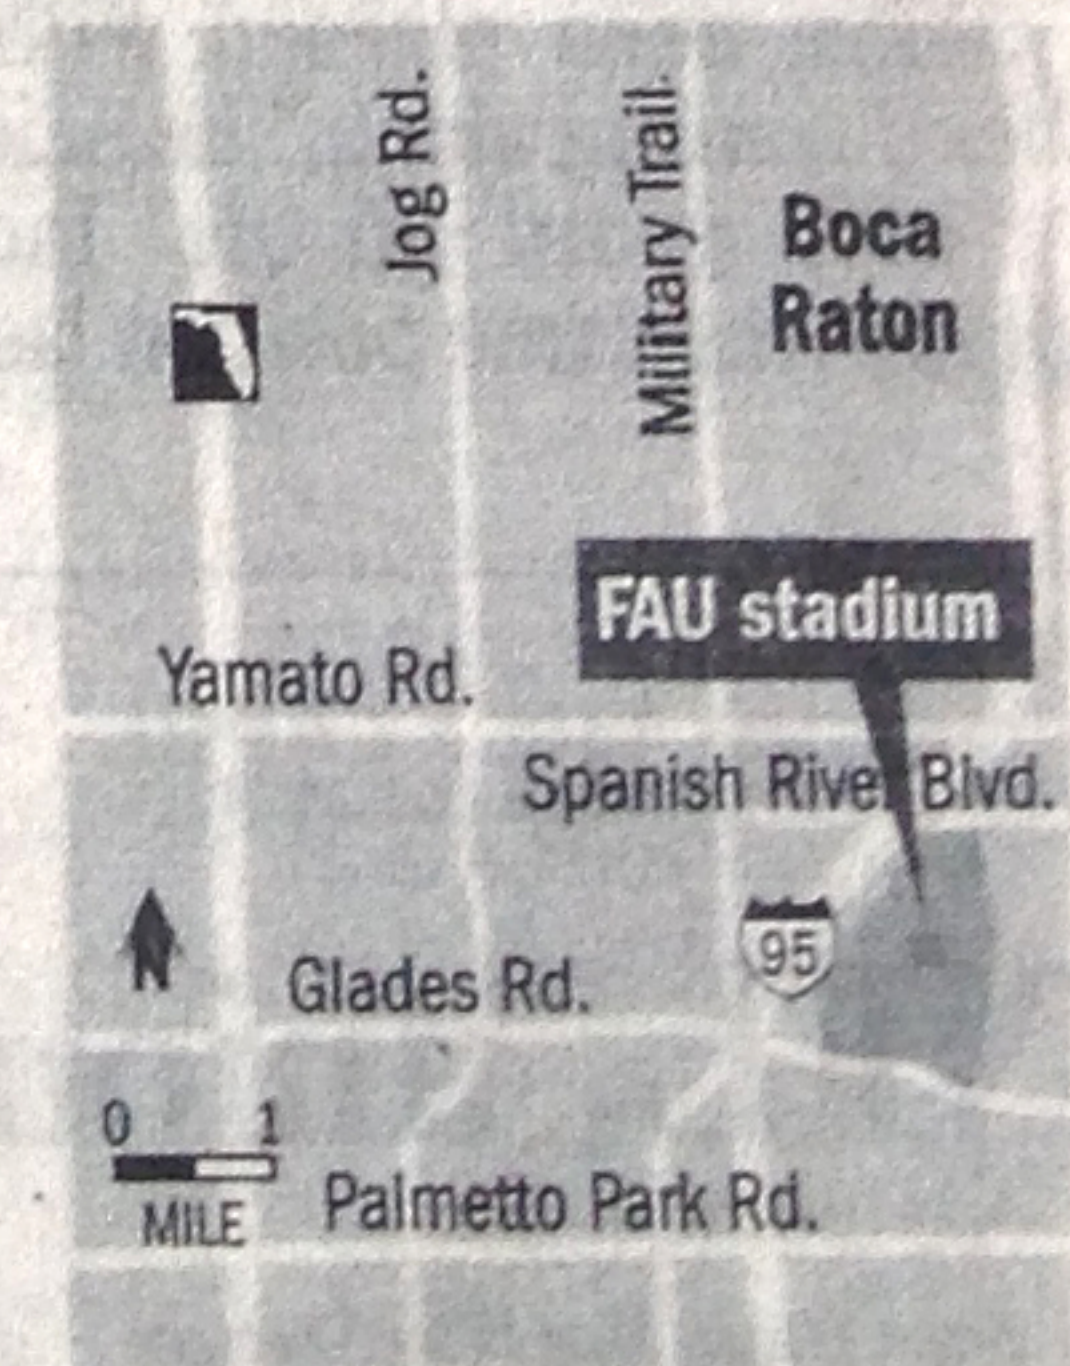 Jog Rd.
Military Trail.
Boca
Raton
FAU stadium
Yamato Rd.
Spanish River Blvd.
95
N
Glades Rd.
0 1
MILE
Palmetto Park Rd.